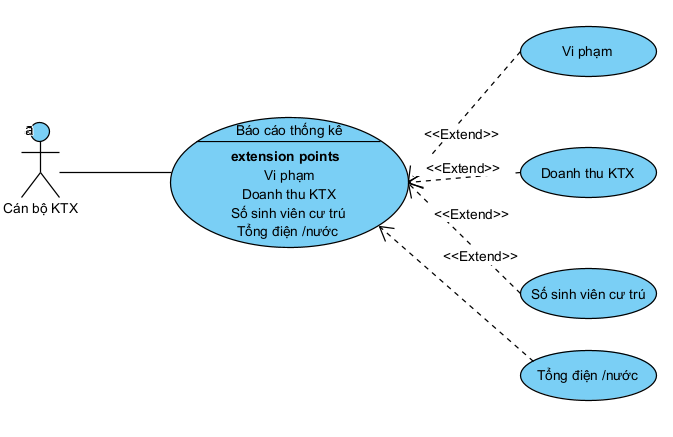 Vi phạm
<<Extend>>
a
Báo cáo thống kê
extension points
Vi phạm
Doanh thu KTX
Số sinh viên cư trú
Tổng điện /nước
<<Extend>>
Doanh thu KTX
Cán bộ KTX
<<Extend>>
<<Extend>>
Số sinh viên cư trú
Tổng điện /nước